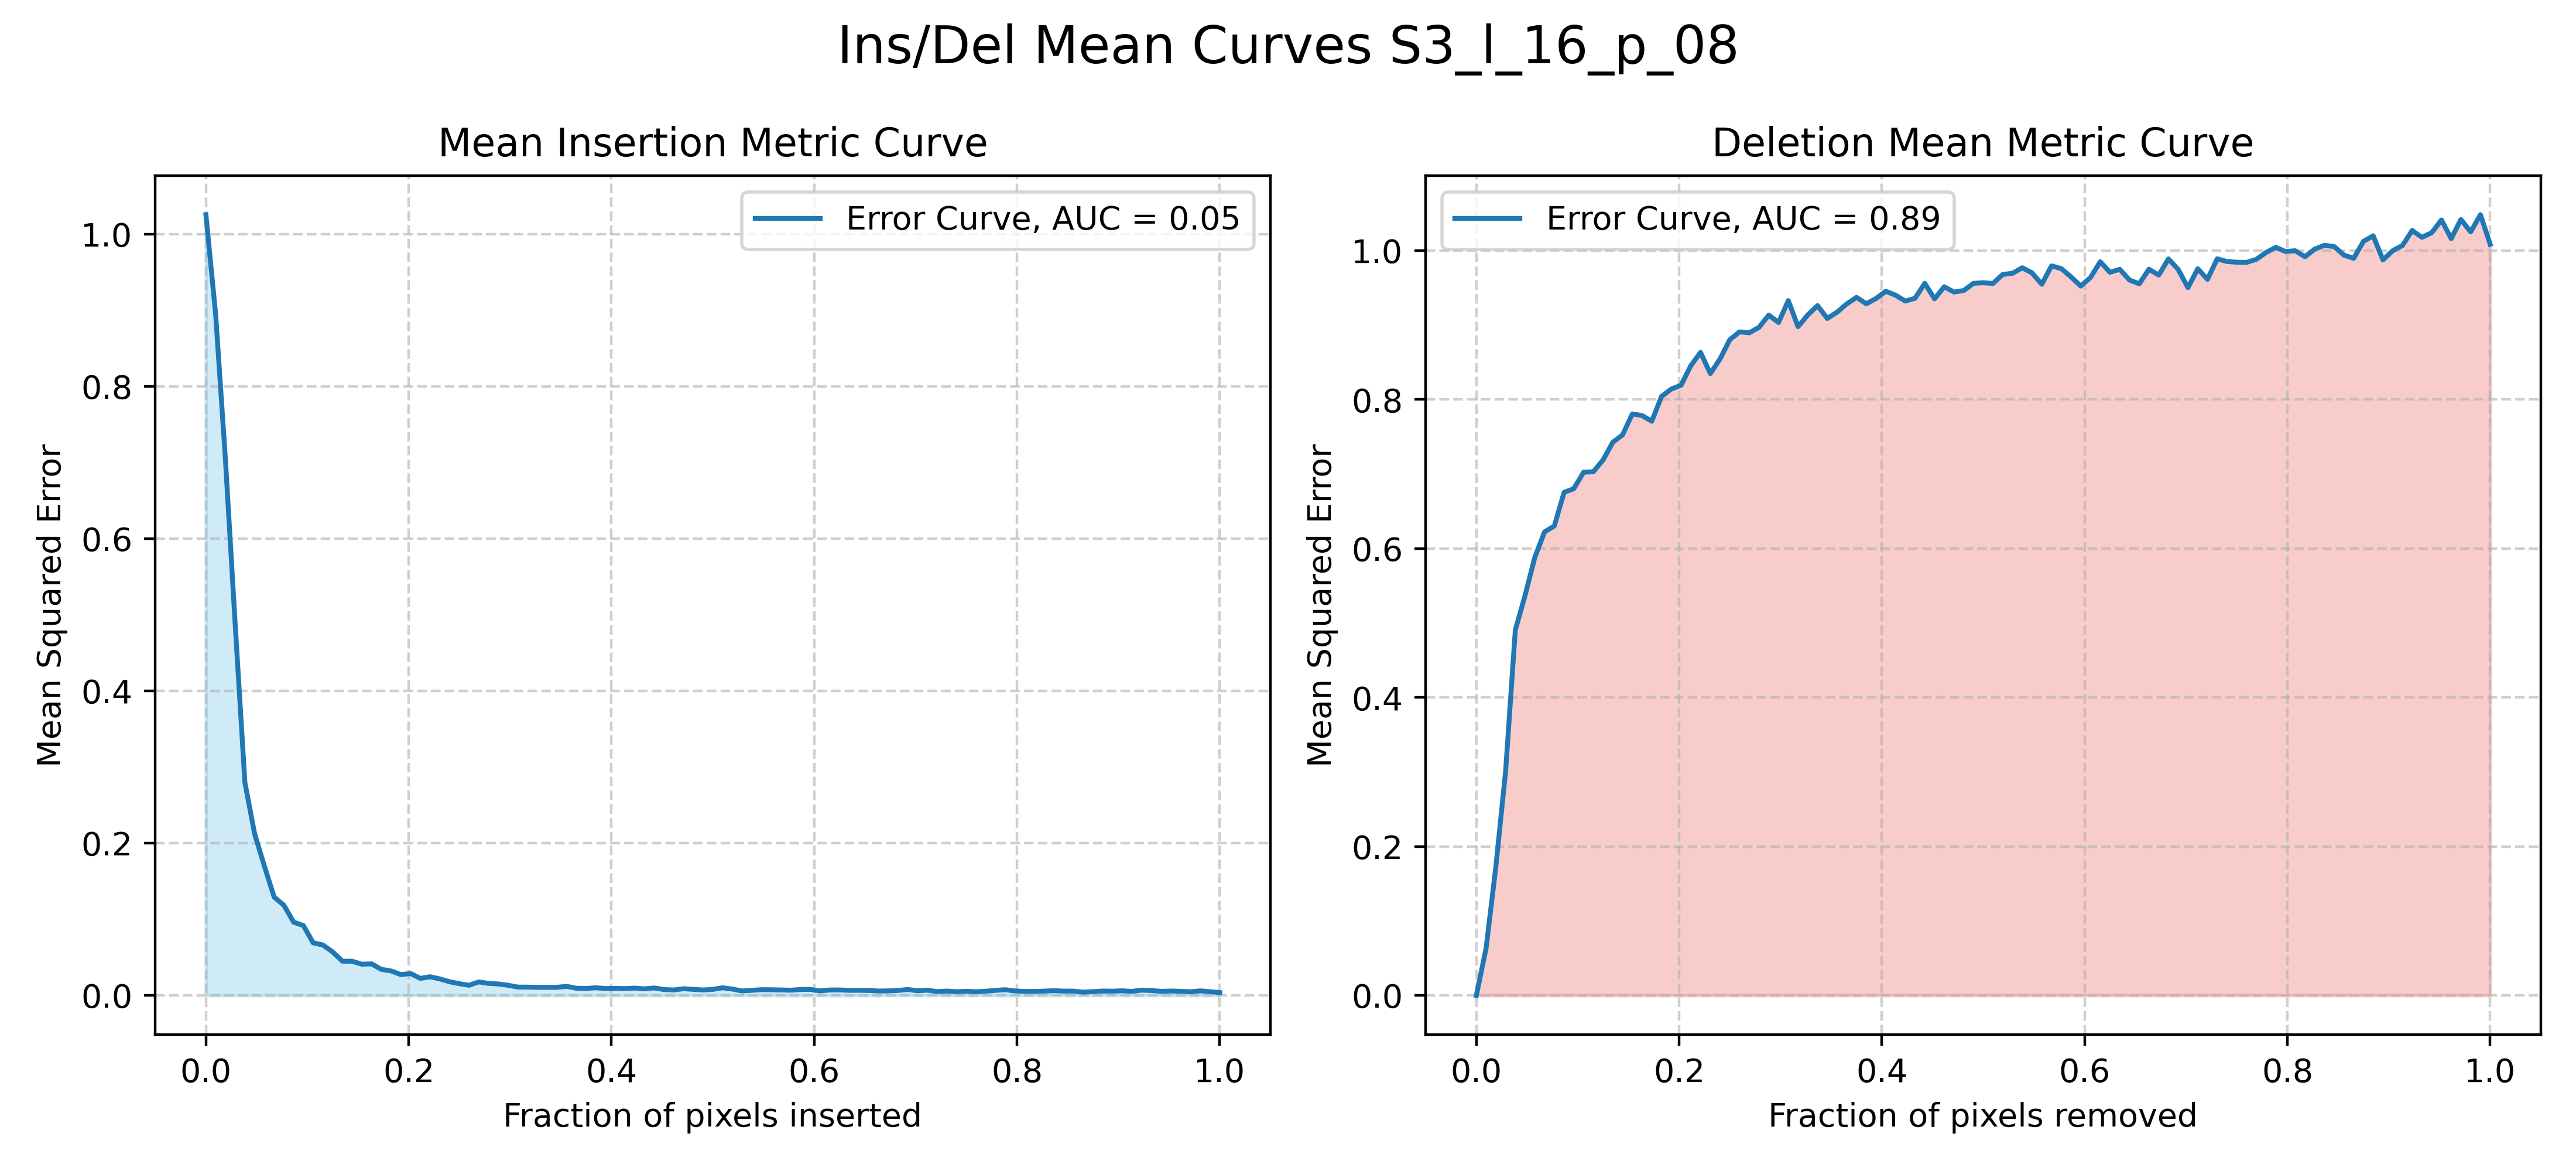 Ins/Del Mean Curves S3_l_16_p_08
Mean Insertion Metric Curve
Error Curve, AUC = 0.05
Mean Squared Error
1.0
0.8
0.6
0.4
0.2
0.0
0.0 0.2 0.4 0.6 0.8 1.0
Fraction of pixels inserted
Deletion Mean Metric Curve
Error Curve, AUC = 0.89
Mean Squared Error
1.0
0.8
0.6
0.4
0.2
0.0
0.0 0.2 0.4 0.6 0.8 1.0
Fraction of pixels removed